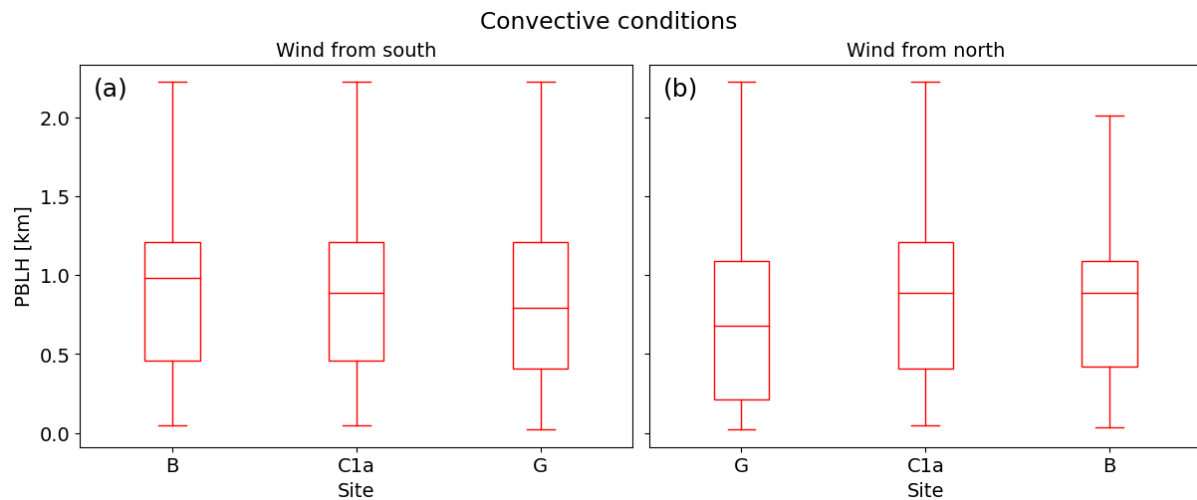 Convective conditions
Wind from south
Wind from north
(a)
(b)
2.0
1.5
1.0
0.5
0.0
PBLH [km]
B
C1a
G
G
C1a
B
Site
Site